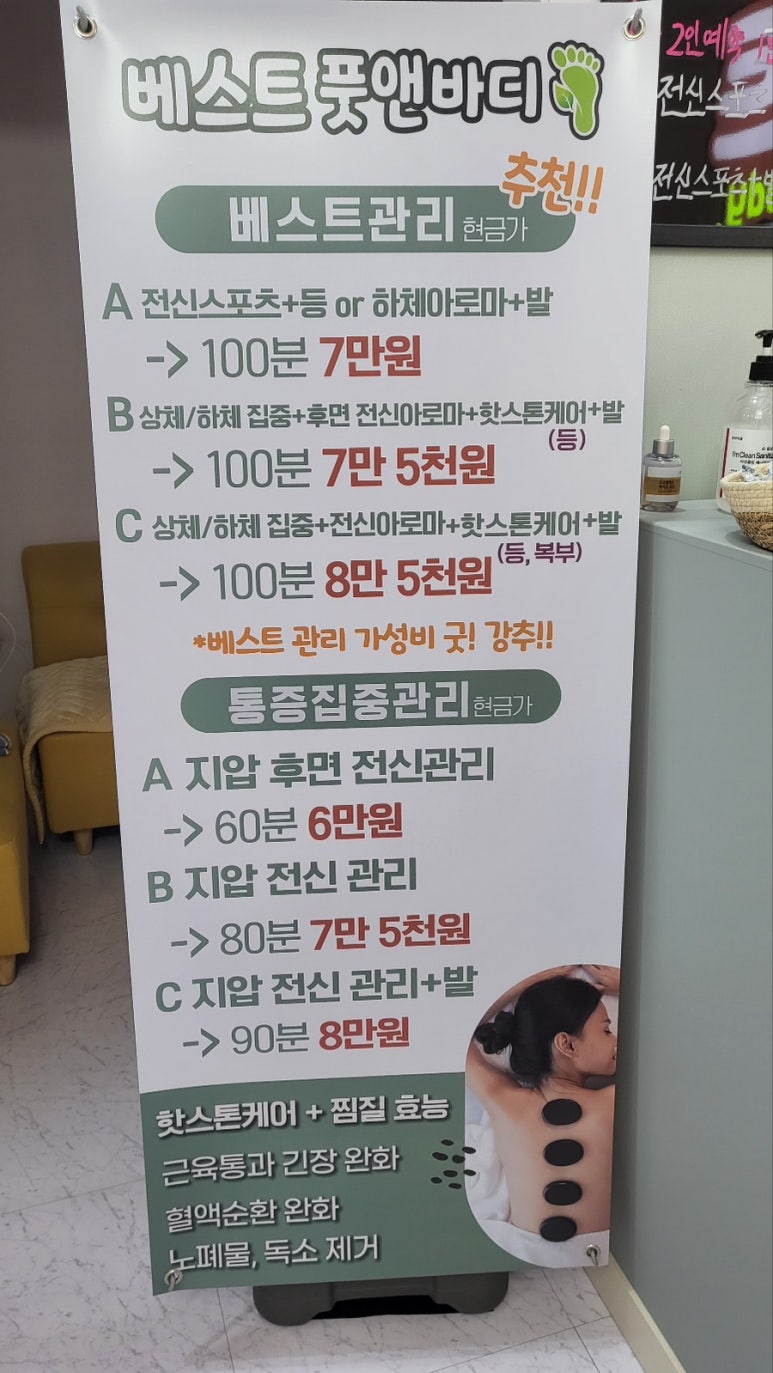 베스트 풋앤바디
추천!!
베스트관리 현금가
A 전신스포츠+등 or 하체아로마+발
-> 100분 7만원
B 상체/하체 집중+후면 전신아로마+핫스톤케어+발
(등)
-> 100분 7만 5천원
C 상체/하체 집중+전신아로마+핫스톤케어+발
(등, 복부)
-> 100분 8만 5천원
*베스트 관리 가성비 굿! 강추!!
통증집중관리 현금가
A 지압 후면 전신관리
-> 60분 6만원
B 지압 전신 관리
-> 80분 7만 5천원
C 지압 전신 관리+발
-> 90분 8만원
핫스톤케어 + 찜질 효능
근육통과 긴장 완화
혈액순환 완화
노폐물, 독소 제거
2인예약
전신스포츠
전신스포츠+발
I'm Clean Sanit